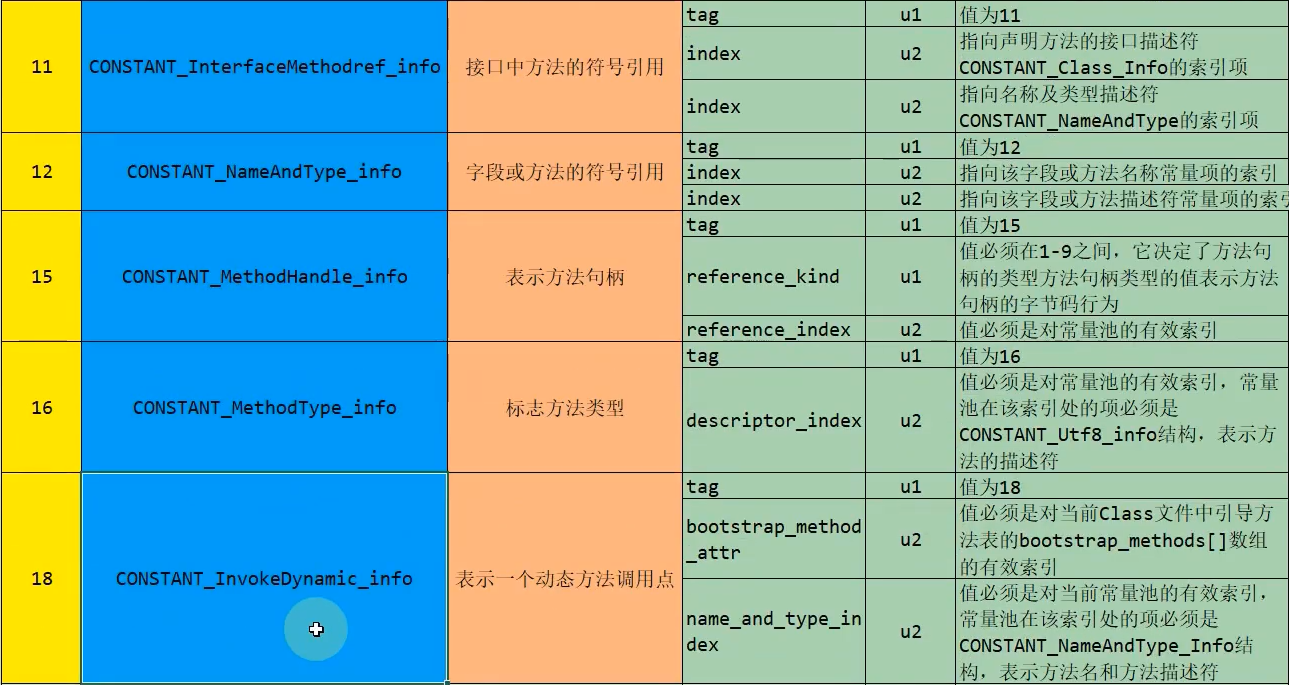 11
CONSTANT_InterfaceMethodref_info
接口中方法的符号引用
tag u1 值为11
index u2 指向声明方法的接口描述符
CONSTANT_Class_Info的索引项
index u2 指向名称及类型描述符
CONSTANT_NameAndType的索引项
12
CONSTANT_NameAndType_info
字段或方法的符号引用
tag u1 值为12
index u2 指向该字段或方法名称常量项的索引
index u2 指向该字段或方法描述符常量项的索引
15
CONSTANT_MethodHandle_info
表示方法句柄
tag u1 值为15
reference_kind u1 值必须在1-9之间，它决定了方法句
柄的类型方法句柄类型的值表示方法
句柄的字节码行为
reference_index u2 值必须是对常量池的有效索引
16
CONSTANT_MethodType_info
标志方法类型
tag u1 值为16
descriptor_index u2 值必须是对常量池的有效索引，常量
池在该索引处的项必须是
CONSTANT_Utf8_info结构，表示方
法的描述符
18
CONSTANT_InvokeDynamic_info
表示一个动态方法调用点
tag u1 值为18
bootstrap_method
_attr u2 值必须是对当前Class文件中引导方
法表的bootstrap_methods[]数组
的有效索引
name_and_type_in
dex u2 值必须是对当前常量池的有效索引，
常量池在该索引处的项必须是
CONSTANT_NameAndType_Info结
构，表示方法名和方法描述符